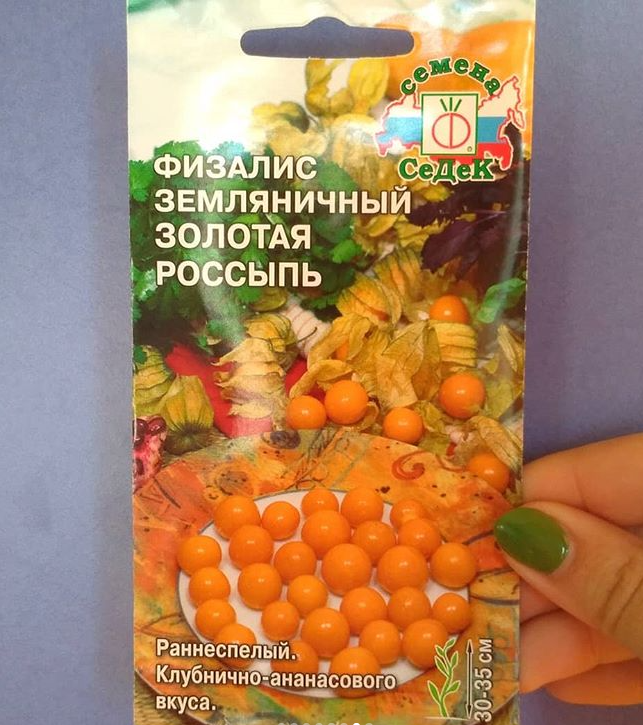 семена
СеДеК
ФИЗАЛИС
ЗЕМЛЯНИЧНЫЙ
ЗОЛОТАЯ
РОССЫПЬ
Раннеспелый.
Клубнично-ананасового
вкуса.
30-35 см